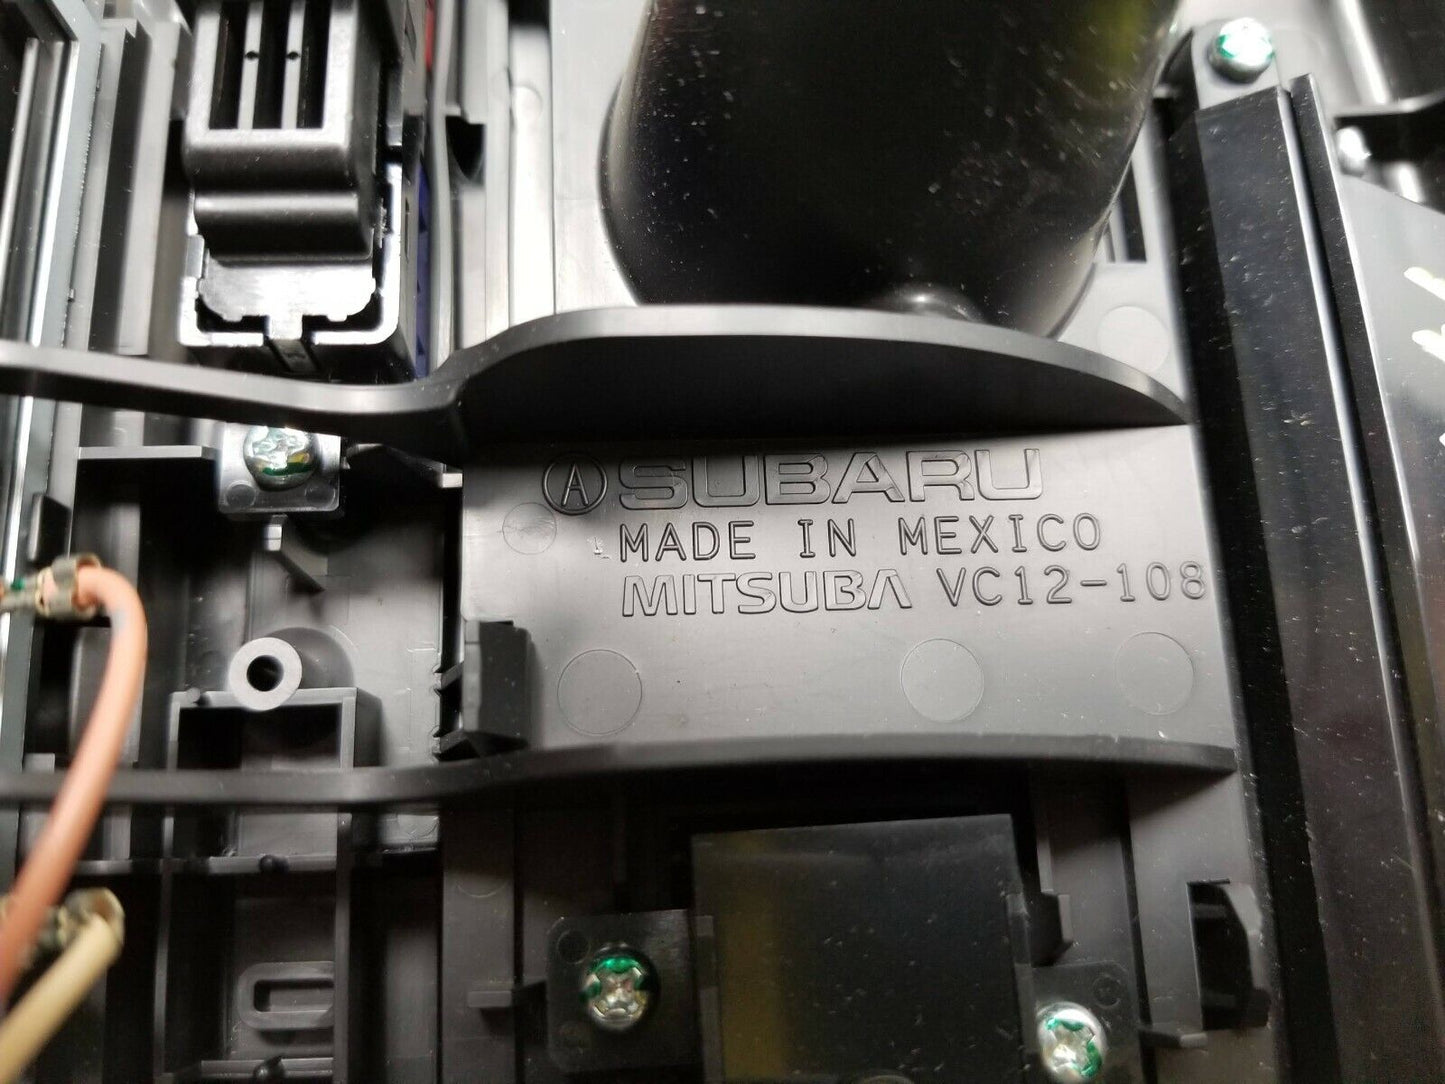 Ⓐ SUBARU
MADE IN MEXICO
MITSUBA VC12-108